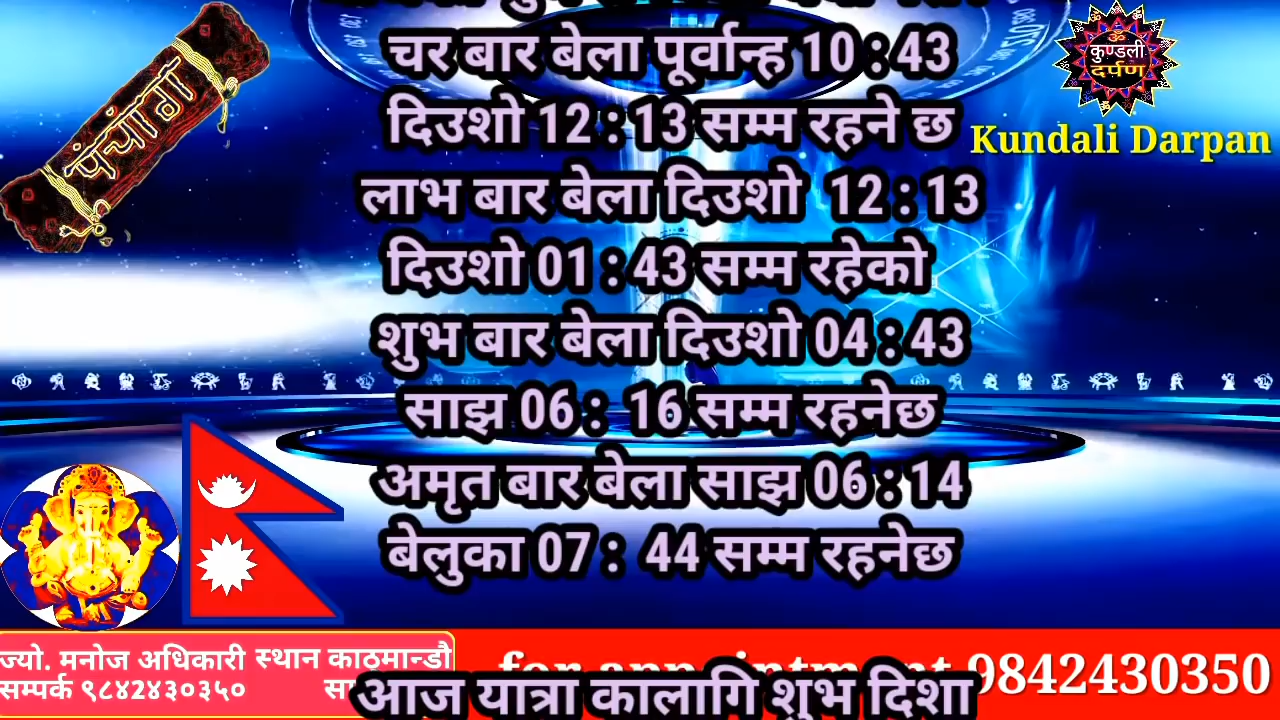 चर बार बेला पूर्वान्ह 10 : 43
दिउशो 12 : 13 सम्म रहने छ
लाभ बार बेला दिउशो 12 : 13
दिउशो 01 : 43 सम्म रहेको
शुभ बार बेला दिउशो 04 : 43
साझ 06 : 16 सम्म रहनेछ
अमृत बार बेला साझ 06 : 14
बेलुका 07 : 44 सम्म रहनेछ
आज यात्रा कालागि शुभ दिशा
पंचांग
ॐ
कुण्डली
दर्पण
Kundali Darpan
ज्यो. मनोज अधिकारी स्थान काठमान्डौ
सम्पर्क ९८४२४३०३५०
for appointment 9842430350